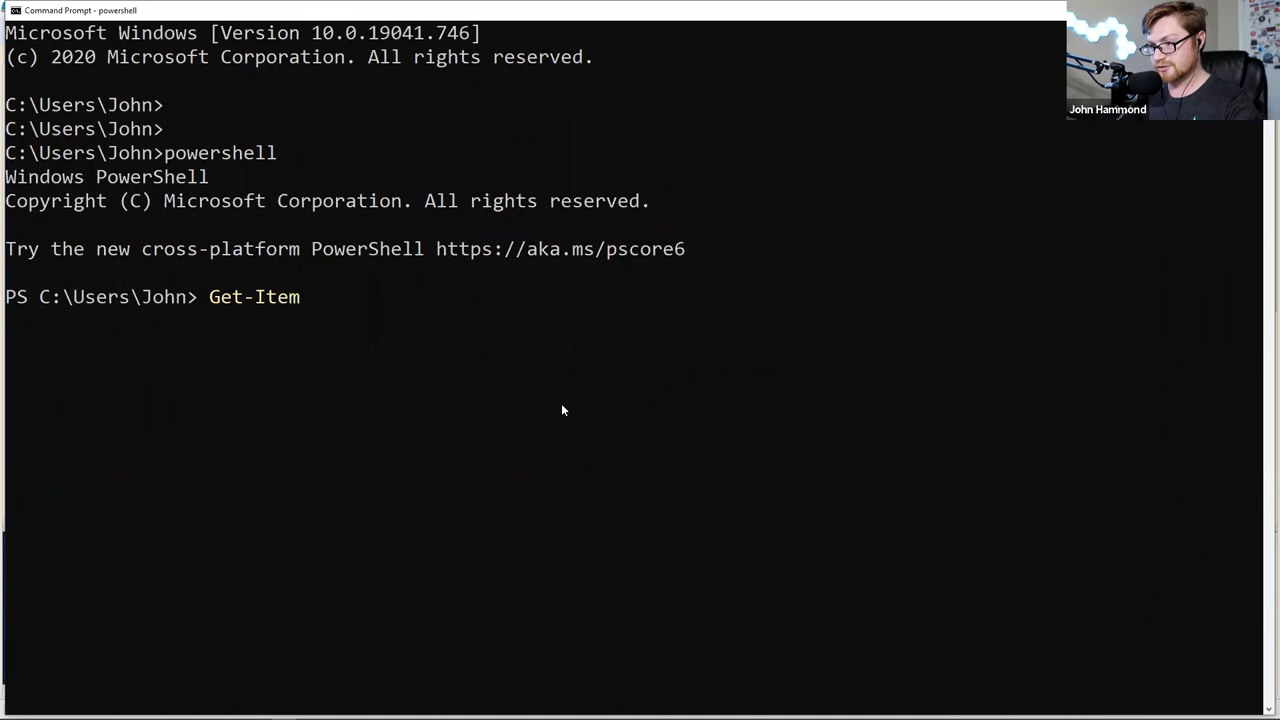 Command Prompt - powershell
Microsoft Windows [Version 10.0.19041.746]
(c) 2020 Microsoft Corporation. All rights reserved.
C:\Users\John>
C:\Users\John>
C:\Users\John>powershell
Windows PowerShell
Copyright (C) Microsoft Corporation. All rights reserved.
Try the new cross-platform PowerShell https://aka.ms/pscore6
PS C:\Users\John> Get-Item
John Hammond